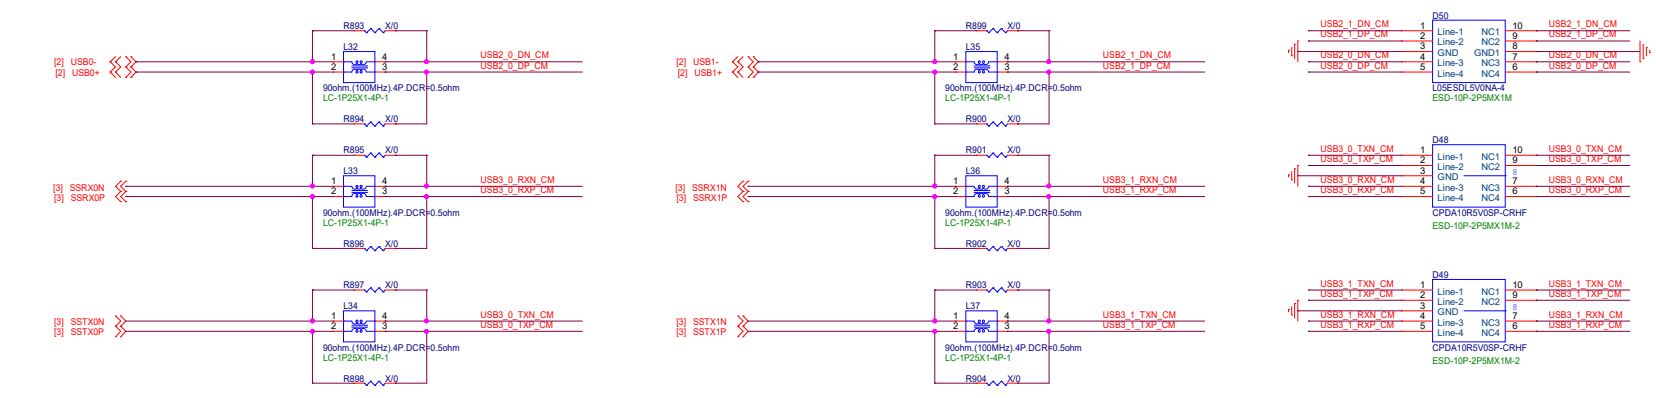 R893 X/0
L32
[2] USB0-
[2] USB0+
1 4
2 3
USB2_0_DN_CM
USB2_0_DP_CM
90ohm.(100MHz).4P.DCR=0.5ohm
LC-1P25X1-4P-1
R894 X/0
R895 X/0
L33
[3] SSRX0N
[3] SSRX0P
1 4
2 3
USB3_0_RXN_CM
USB3_0_RXP_CM
90ohm.(100MHz).4P.DCR=0.5ohm
LC-1P25X1-4P-1
R896 X/0
R897 X/0
L34
[3] SSTX0N
[3] SSTX0P
1 4
2 3
USB3_0_TXN_CM
USB3_0_TXP_CM
90ohm.(100MHz).4P.DCR=0.5ohm
LC-1P25X1-4P-1
R898 X/0
R899 X/0
L35
[2] USB1-
[2] USB1+
1 4
2 3
USB2_1_DN_CM
USB2_1_DP_CM
90ohm.(100MHz).4P.DCR=0.5ohm
LC-1P25X1-4P-1
R900 X/0
R901 X/0
L36
[3] SSRX1N
[3] SSRX1P
1 4
2 3
USB3_1_RXN_CM
USB3_1_RXP_CM
90ohm.(100MHz).4P.DCR=0.5ohm
LC-1P25X1-4P-1
R902 X/0
R903 X/0
L37
[3] SSTX1N
[3] SSTX1P
1 4
2 3
USB3_1_TXN_CM
USB3_1_TXP_CM
90ohm.(100MHz).4P.DCR=0.5ohm
LC-1P25X1-4P-1
R904 X/0
D50
USB2_1_DN_CM 1 Line-1 NC1 10 USB2_1_DN_CM
USB2_1_DP_CM 2 Line-2 NC2 9 USB2_1_DP_CM
3 GND GND1 8
USB2_0_DN_CM 4 Line-3 NC3 7 USB2_0_DN_CM
USB2_0_DP_CM 5 Line-4 NC4 6 USB2_0_DP_CM
L05ESDL5V0NA-4
ESD-10P-2P5MX1M
D48
USB3_0_TXN_CM 1 Line-1 NC1 10 USB3_0_TXN_CM
USB3_0_TXP_CM 2 Line-2 NC2 9 USB3_0_TXP_CM
3 GND 8
USB3_0_RXN_CM 4 Line-3 NC3 7 USB3_0_RXN_CM
USB3_0_RXP_CM 5 Line-4 NC4 6 USB3_0_RXP_CM
CPDA10R5V0SP-CRHF
ESD-10P-2P5MX1M-2
D49
USB3_1_TXN_CM 1 Line-1 NC1 10 USB3_1_TXN_CM
USB3_1_TXP_CM 2 Line-2 NC2 9 USB3_1_TXP_CM
3 GND 8
USB3_1_RXN_CM 4 Line-3 NC3 7 USB3_1_RXN_CM
USB3_1_RXP_CM 5 Line-4 NC4 6 USB3_1_RXP_CM
CPDA10R5V0SP-CRHF
ESD-10P-2P5MX1M-2